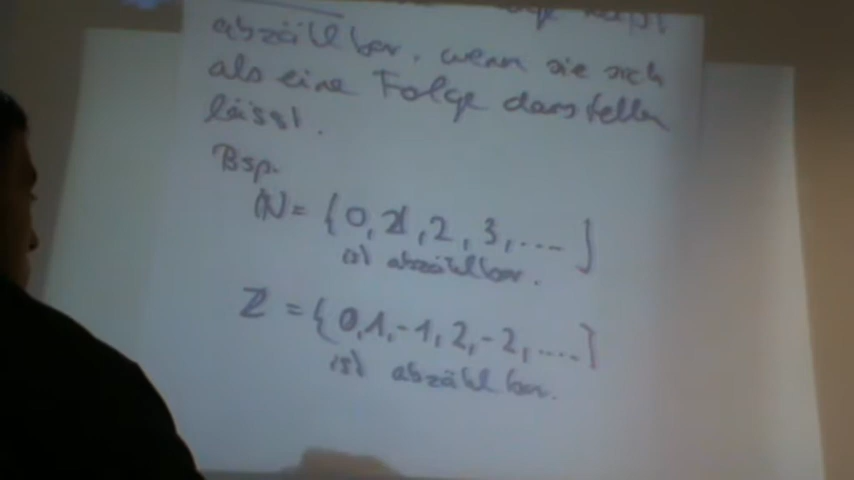 heißt
abzählbar, wenn sie sich
als eine Folge darstellen
lässt.
Bsp.
ℕ = {0, 1, 2, 3, .... }
ist abzählbar.
ℤ = {0, 1, -1, 2, -2, .... }
ist abzählbar.